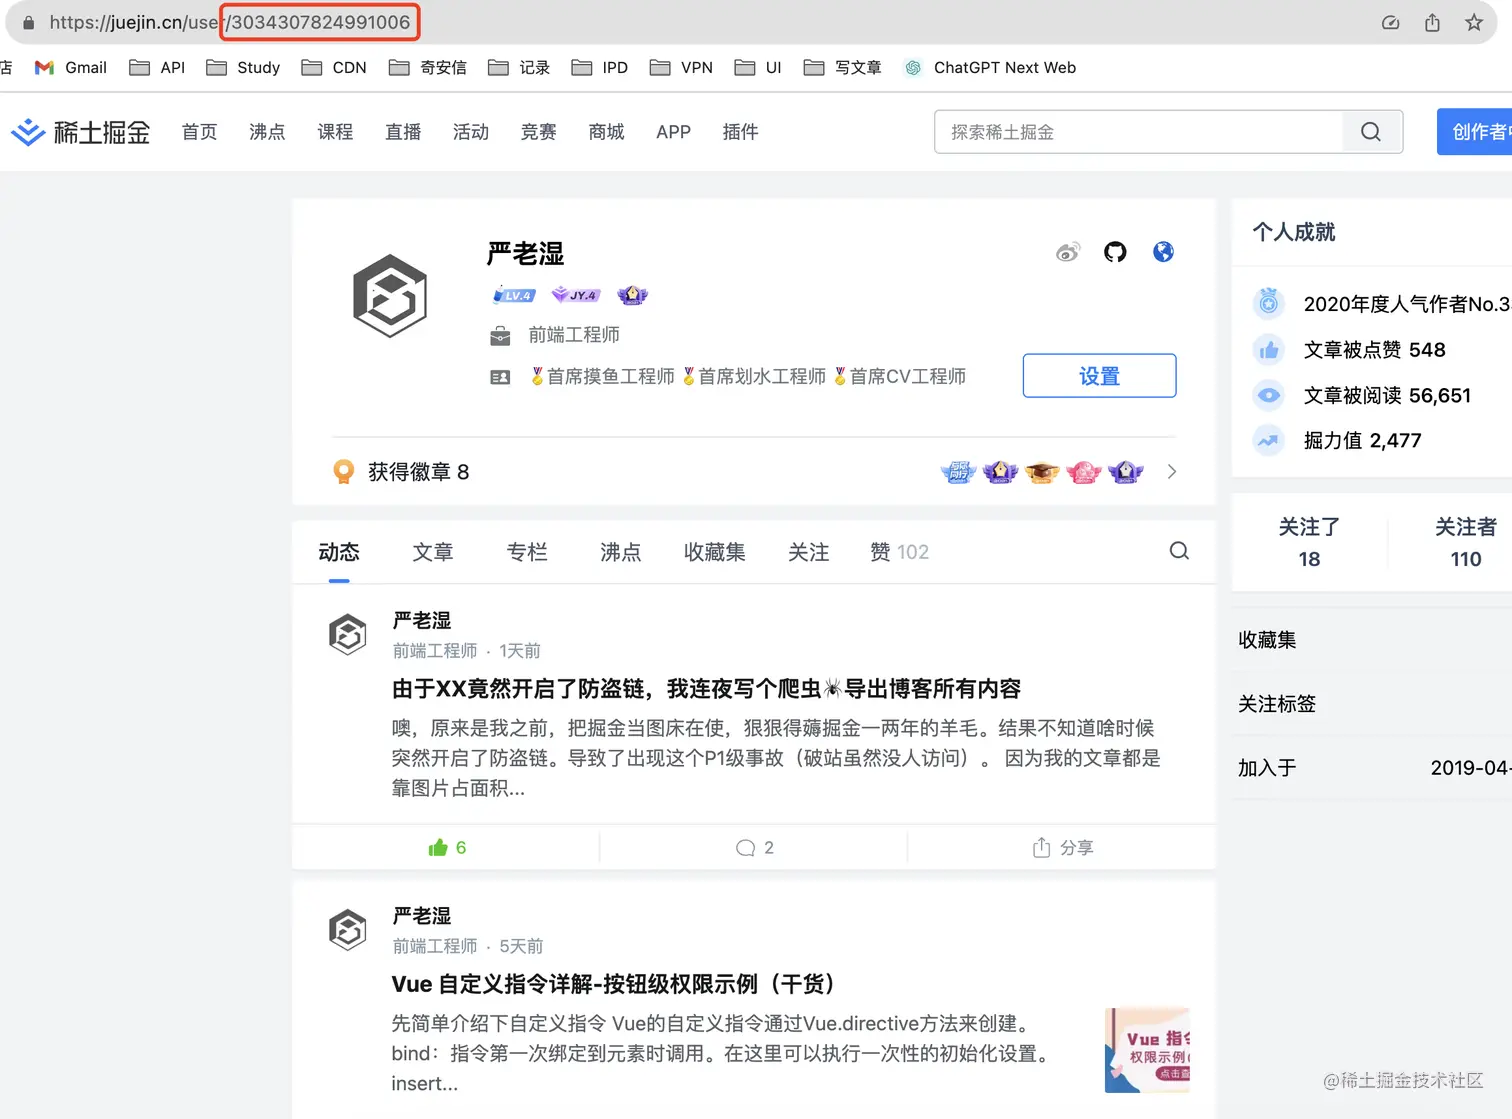 https://juejin.cn/user/3034307824991006
店 Gmail API Study CDN 奇安信 记录 IPD VPN UI 写文章 ChatGPT Next Web
稀土掘金 首页 沸点 课程 直播 活动 竞赛 商城 APP 插件 探索稀土掘金 创作者中
严老湿
LV.4 JY.4
前端工程师
🏅首席摸鱼工程师 🏅首席划水工程师 🏅首席CV工程师
设置
获得徽章 8
动态 文章 专栏 沸点 收藏集 关注 赞 102
严老湿
前端工程师 · 1天前
由于XX竟然开启了防盗链，我连夜写个爬虫🕷导出博客所有内容
噢，原来是我之前，把掘金当图床在使，狠狠得薅掘金一两年的羊毛。结果不知道啥时候
突然开启了防盗链。导致了出现这个P1级事故（破站虽然没人访问）。 因为我的文章都是
靠图片占面积...
6 2 分享
严老湿
前端工程师 · 5天前
Vue 自定义指令详解-按钮级权限示例（干货）
先简单介绍下自定义指令 Vue的自定义指令通过Vue.directive方法来创建。
bind：指令第一次绑定到元素时调用。在这里可以执行一次性的初始化设置。
insert...
Vue 指令
权限示例(
点击查
个人成就
2020年度人气作者No.3
文章被点赞 548
文章被阅读 56,651
掘力值 2,477
关注了 关注者
18 110
收藏集
关注标签
加入于 2019-04-
@稀土掘金技术社区